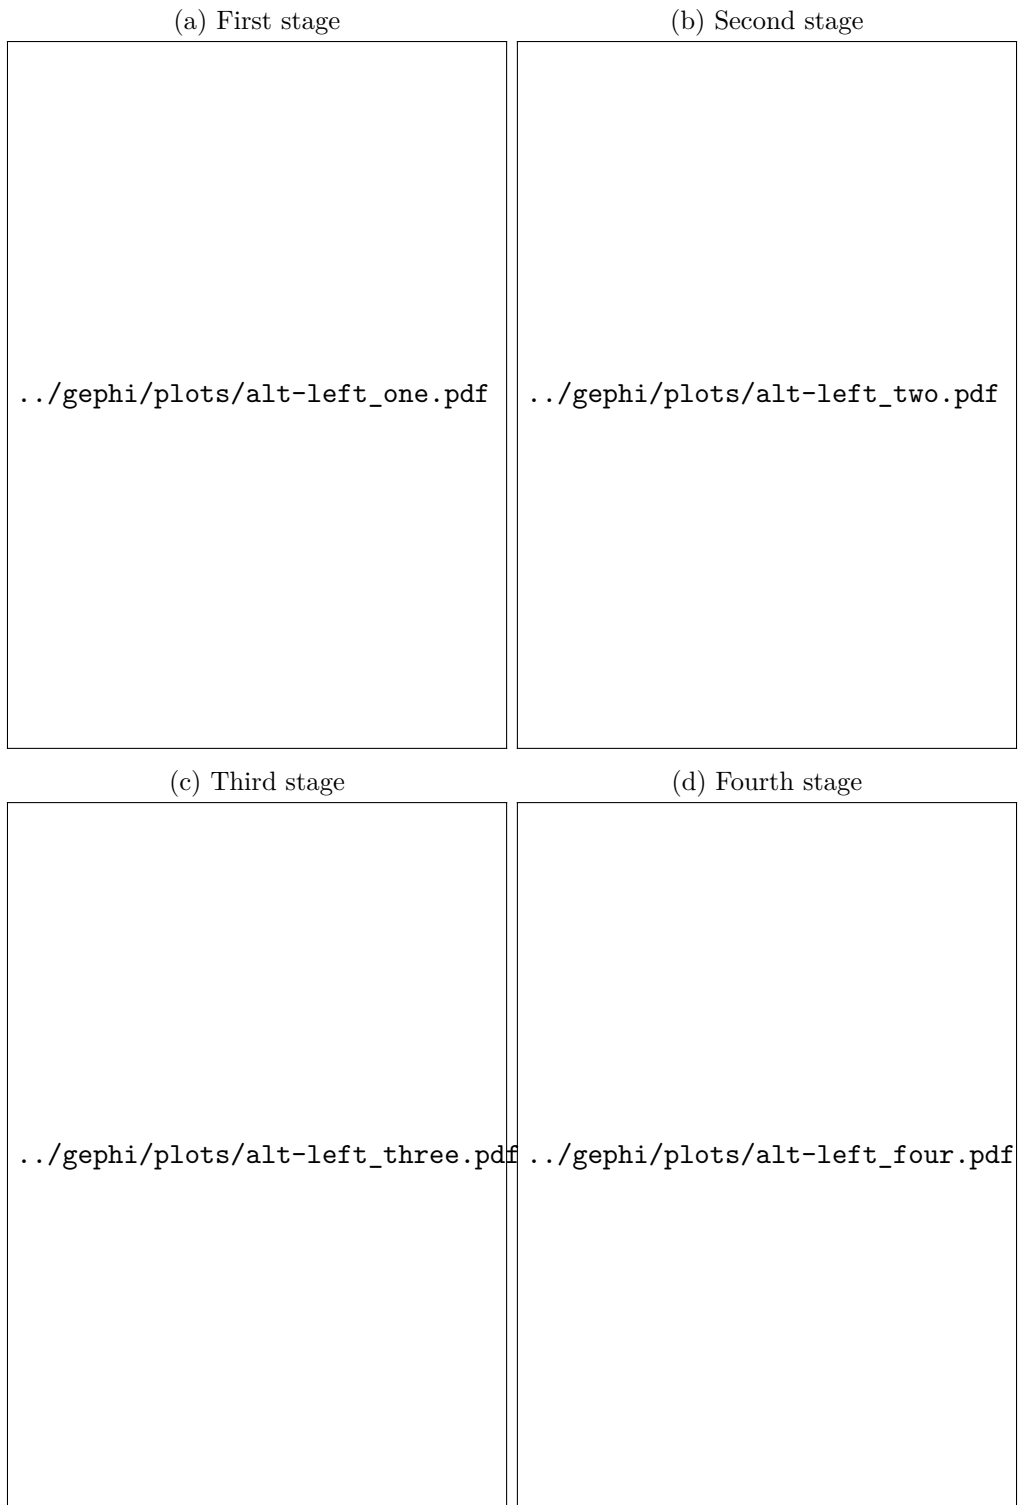 (a) First stage
(b) Second stage
../gephi/plots/alt-left_one.pdf
../gephi/plots/alt-left_two.pdf
(c) Third stage
(d) Fourth stage
../gephi/plots/alt-left_three.pdf
../gephi/plots/alt-left_four.pdf